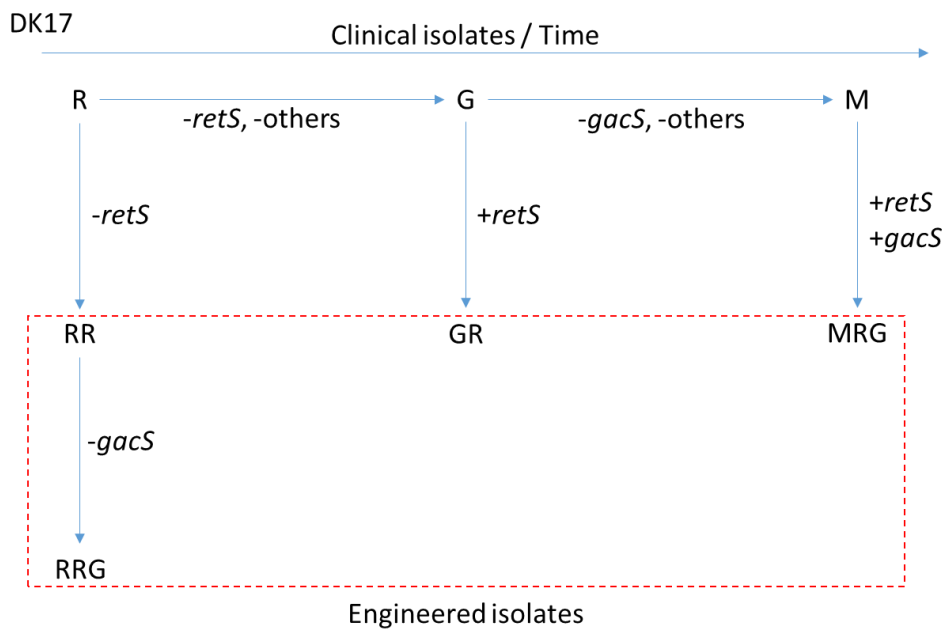 DK17
Clinical isolates / Time
R
G
M
-retS, -others
-gacS, -others
-retS
+retS
+retS
+gacS
RR
GR
MRG
-gacS
RRG
Engineered isolates